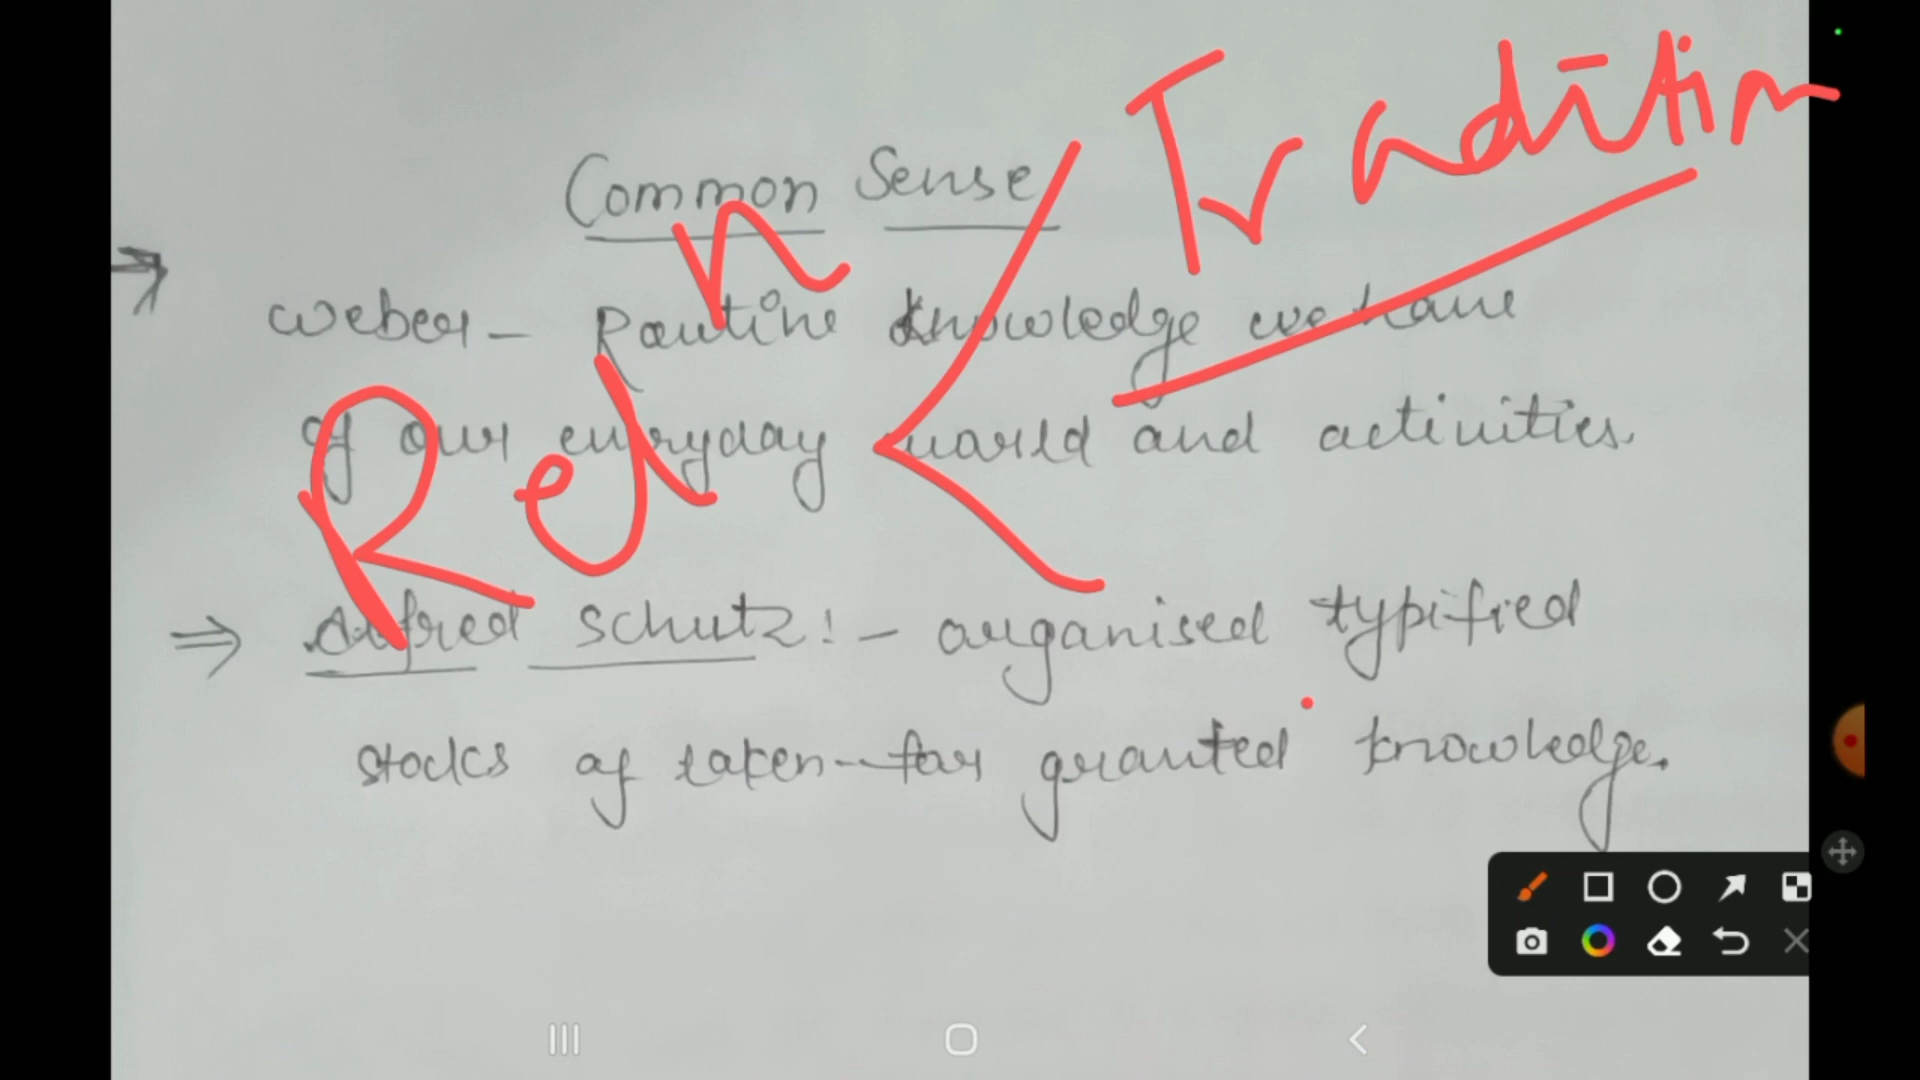 Tradition
Common Sense
Weber - Routine knowledge we have
of our everyday world and activities.
Alfred Schutz :- organised typified
stocks of taken-for granted knowledge.